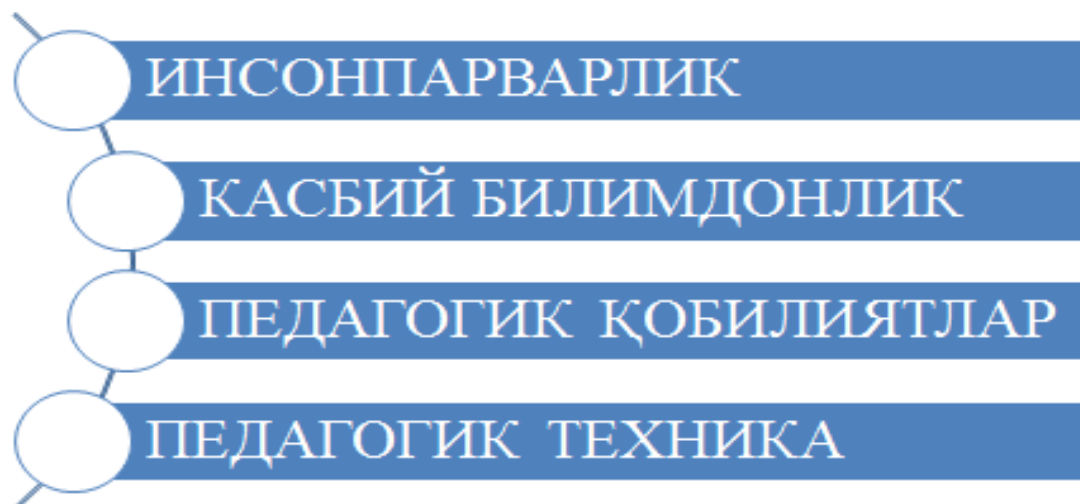 ИНСОНПАРВАРЛИК
КАСБИЙ БИЛИМДОНЛИК
ПЕДАГОГИК ҚОБИЛИЯТЛАР
ПЕДАГОГИК ТЕХНИКА